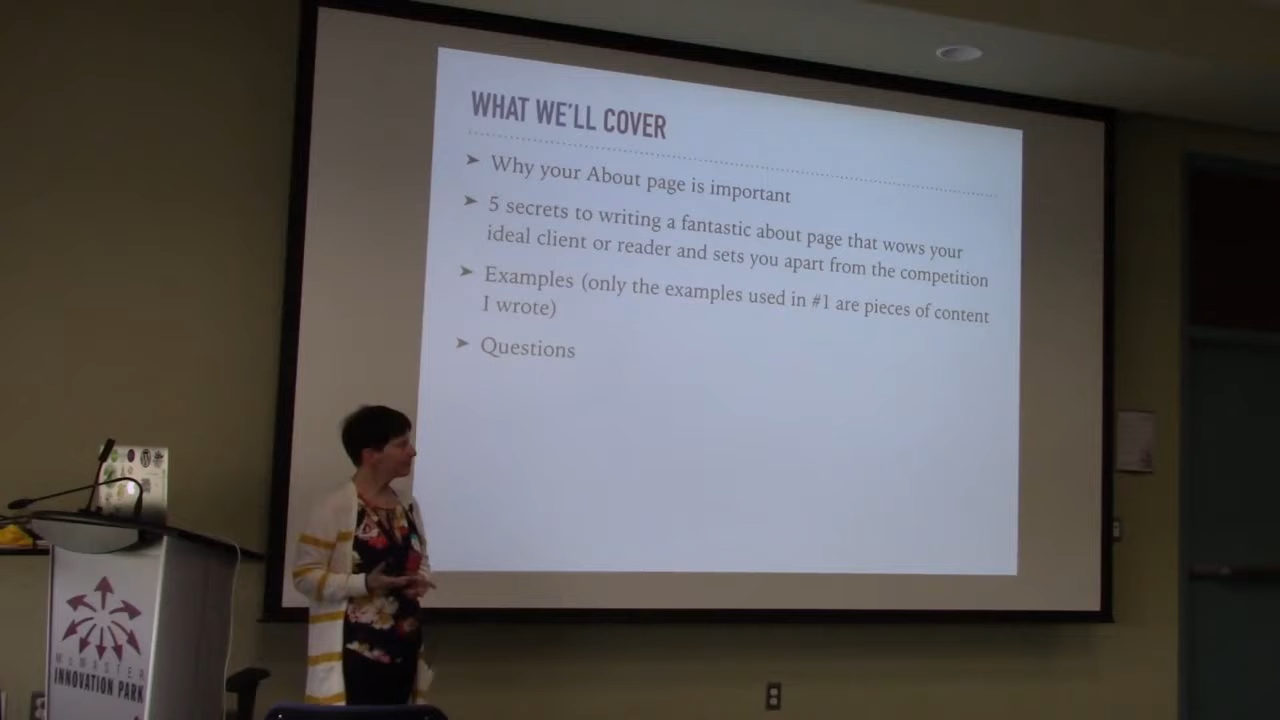 WHAT WE'LL COVER
➤ Why your About page is important
➤ 5 secrets to writing a fantastic about page that wows your
ideal client or reader and sets you apart from the competition
➤ Examples (only the examples used in #1 are pieces of content
I wrote)
➤ Questions
McMASTER
INNOVATION PARK